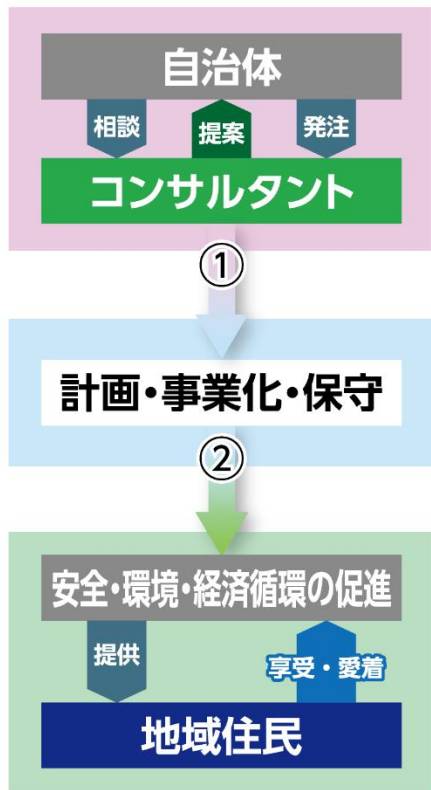 自治体
相談
提案
発注
コンサルタント
①
計画・事業化・保守
②
安全・環境・経済循環の促進
提供
享受・愛着
地域住民